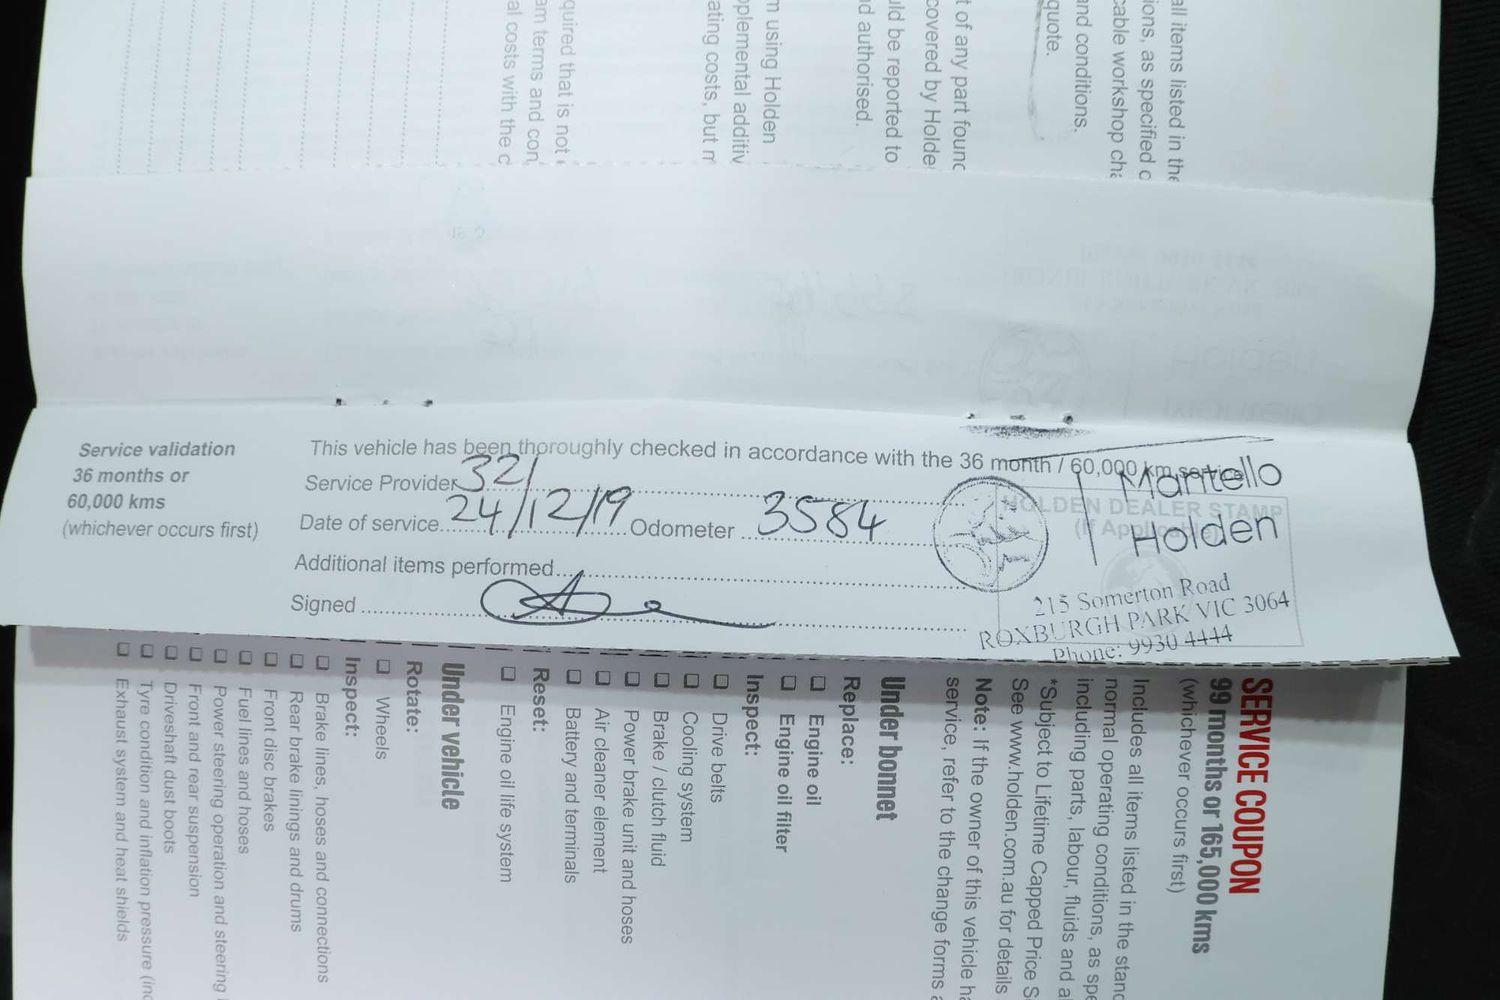 all items listed in the
ions, as specified
cable workshop
and conditions.
quote.
t of any part found
covered by Holden
uld be reported to
d authorised.
m using Holden
pplemental additiv
ating costs, but
quired that is not
am terms and con
al costs with the
Service validation
36 months or
60,000 kms
(whichever occurs first)
This vehicle has been thoroughly checked in accordance with the 36 month / 60,000 km service
Service Provider 321
Date of service 24/12/19 Odometer 3584
Additional items performed
Signed
HOLDEN DEALER STAMP
(If Applicable)
Martello
Holden
215 Somerton Road
ROXBURGH PARK VIC 3064
Phone: 9930 4444
SERVICE COUPON
99 months or 165,000 kms
(whichever occurs first)
Includes all items listed in the stand
normal operating conditions, as spe
including parts, labour, fluids and a
*Subject to Lifetime Capped Price S
See www.holden.com.au for details
Note: If the owner of this vehicle ha
service, refer to the change forms a
Under bonnet
Replace:
❏ Engine oil
❏ Engine oil filter
Inspect:
❏ Drive belts
❏ Cooling system
❏ Brake / clutch fluid
❏ Power brake unit and hoses
❏ Air cleaner element
❏ Battery and terminals
Reset:
❏ Engine oil life system
Under vehicle
Rotate:
❏ Wheels
Inspect:
❏ Brake lines, hoses and connections
❏ Rear brake linings and drums
❏ Front disc brakes
❏ Fuel lines and hoses
❏ Power steering operation and steering
❏ Front and rear suspension
❏ Driveshaft dust boots
❏ Tyre condition and inflation pressure (inc
❏ Exhaust system and heat shields